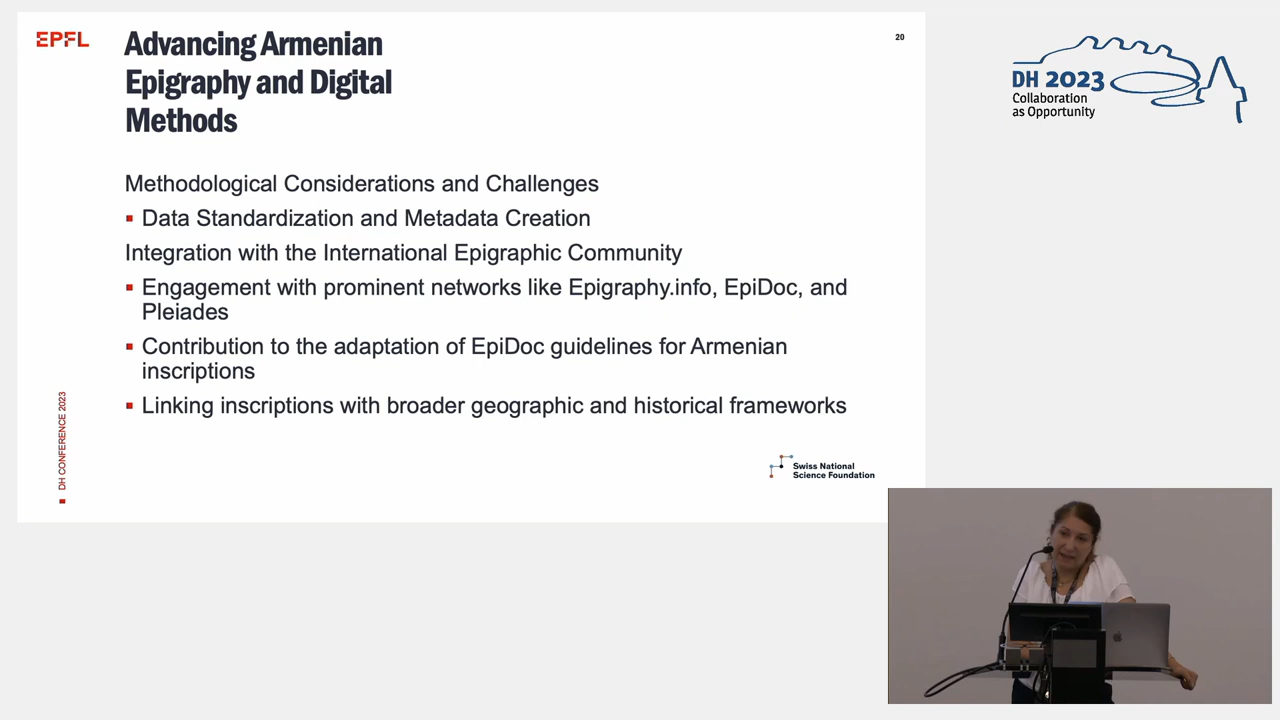 EPFL
Advancing Armenian
Epigraphy and Digital
Methods
20
Methodological Considerations and Challenges
Data Standardization and Metadata Creation
Integration with the International Epigraphic Community
Engagement with prominent networks like Epigraphy.info, EpiDoc, and
Pleiades
Contribution to the adaptation of EpiDoc guidelines for Armenian
inscriptions
Linking inscriptions with broader geographic and historical frameworks
DH CONFERENCE 2023
Swiss National
Science Foundation
DH 2023
Collaboration
as Opportunity